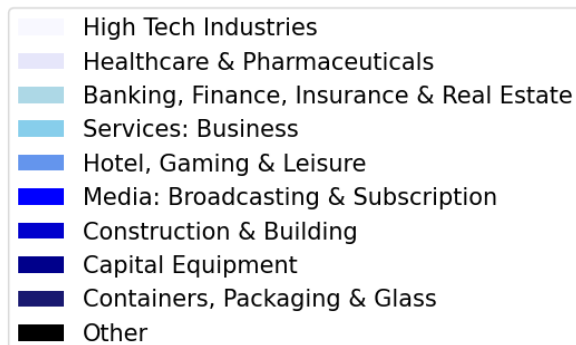 High Tech Industries
Healthcare & Pharmaceuticals
Banking, Finance, Insurance & Real Estate
Services: Business
Hotel, Gaming & Leisure
Media: Broadcasting & Subscription
Construction & Building
Capital Equipment
Containers, Packaging & Glass
Other